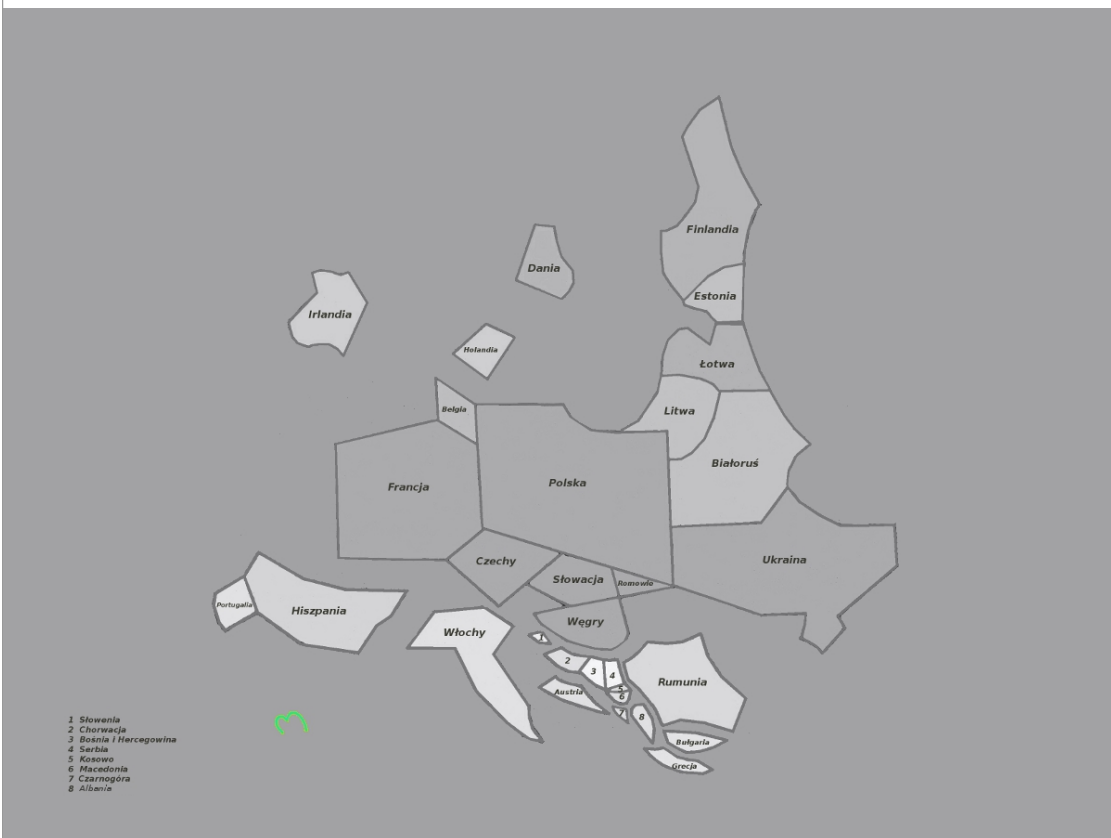 Finlandia
Dania
Estonia
Irlandia
Holandia
Łotwa
Belgia
Litwa
Białoruś
Francja
Polska
Czechy
Słowacja
Romowie
Ukraina
Portugalia
Hiszpania
Włochy
Węgry
1
2
3
4
5
6
7
8
Austria
Rumunia
Bułgaria
Grecja
1 Słowenia
2 Chorwacja
3 Bośnia i Hercegowina
4 Serbia
5 Kosowo
6 Macedonia
7 Czarnogóra
8 Albania